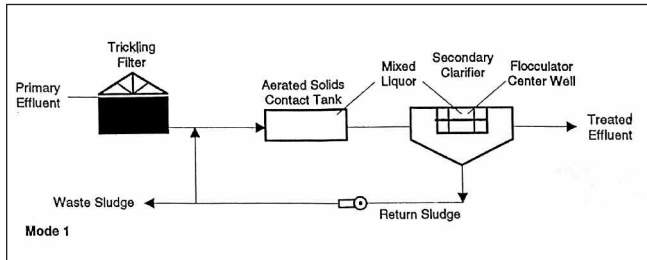 Trickling
Filter
Primary
Effluent
Aerated Solids
Contact Tank
Mixed
Liquor
Secondary
Clarifier
Flocculator
Center Well
Treated
Effluent
Waste Sludge
Return Sludge
Mode 1